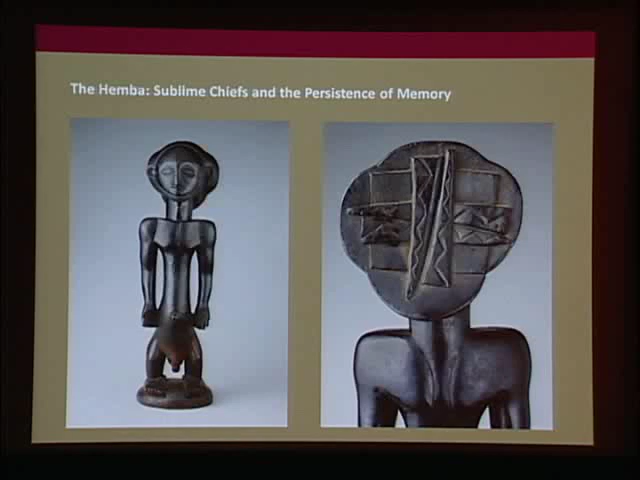 The Hemba: Sublime Chiefs and the Persistence of Memory